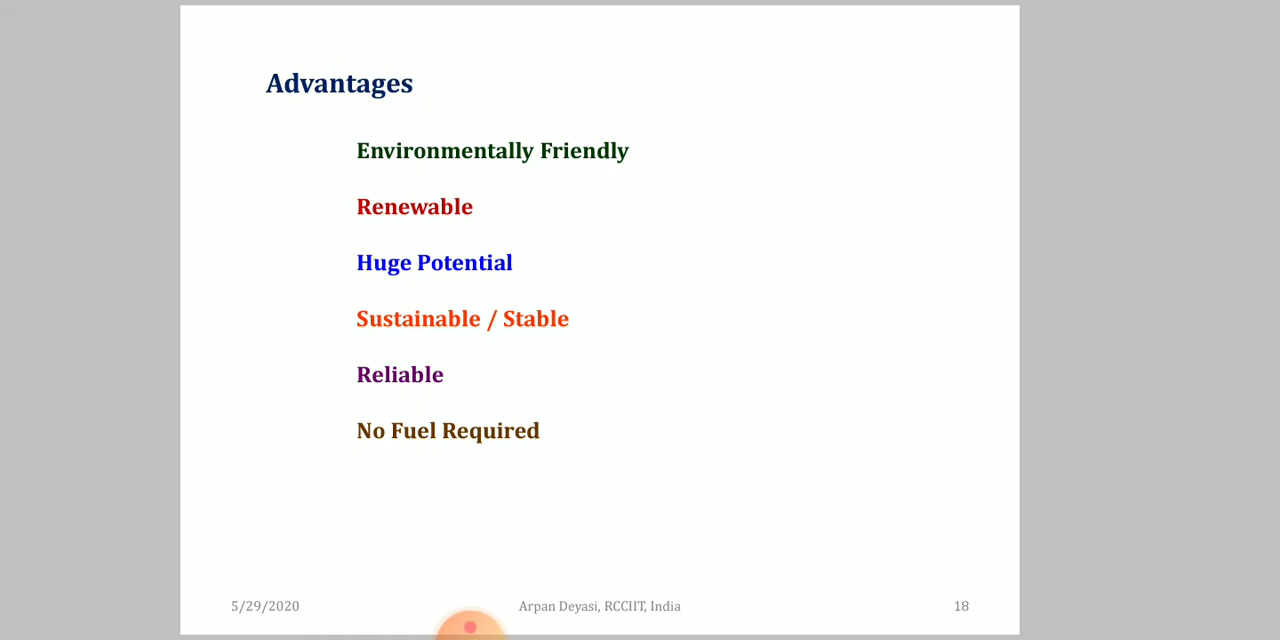 Advantages
Environmentally Friendly
Renewable
Huge Potential
Sustainable / Stable
Reliable
No Fuel Required
5/29/2020 Arpan Deyasi, RCCIIT, India 18